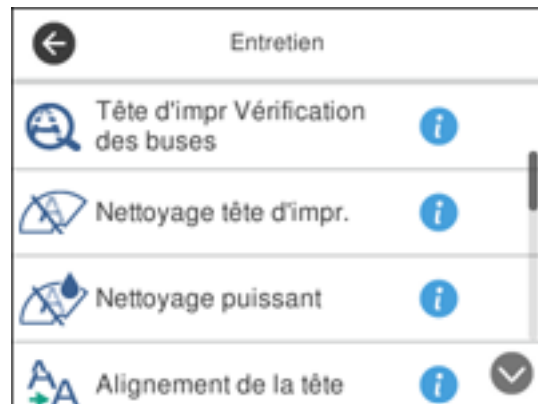 Entretien
Tête d'impr Vérification
des buses
Nettoyage tête d'impr.
Nettoyage puissant
Alignement de la tête